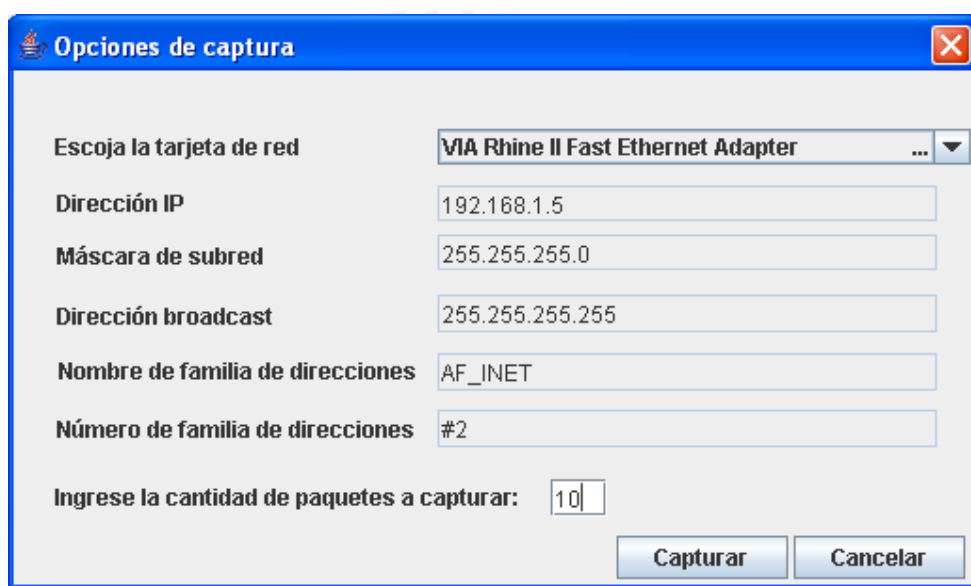 Opciones de captura
Escoja la tarjeta de red VIA Rhine II Fast Ethernet Adapter ...
Dirección IP 192.168.1.5
Máscara de subred 255.255.255.0
Dirección broadcast 255.255.255.255
Nombre de familia de direcciones AF_INET
Número de familia de direcciones #2
Ingrese la cantidad de paquetes a capturar: 10
Capturar Cancelar